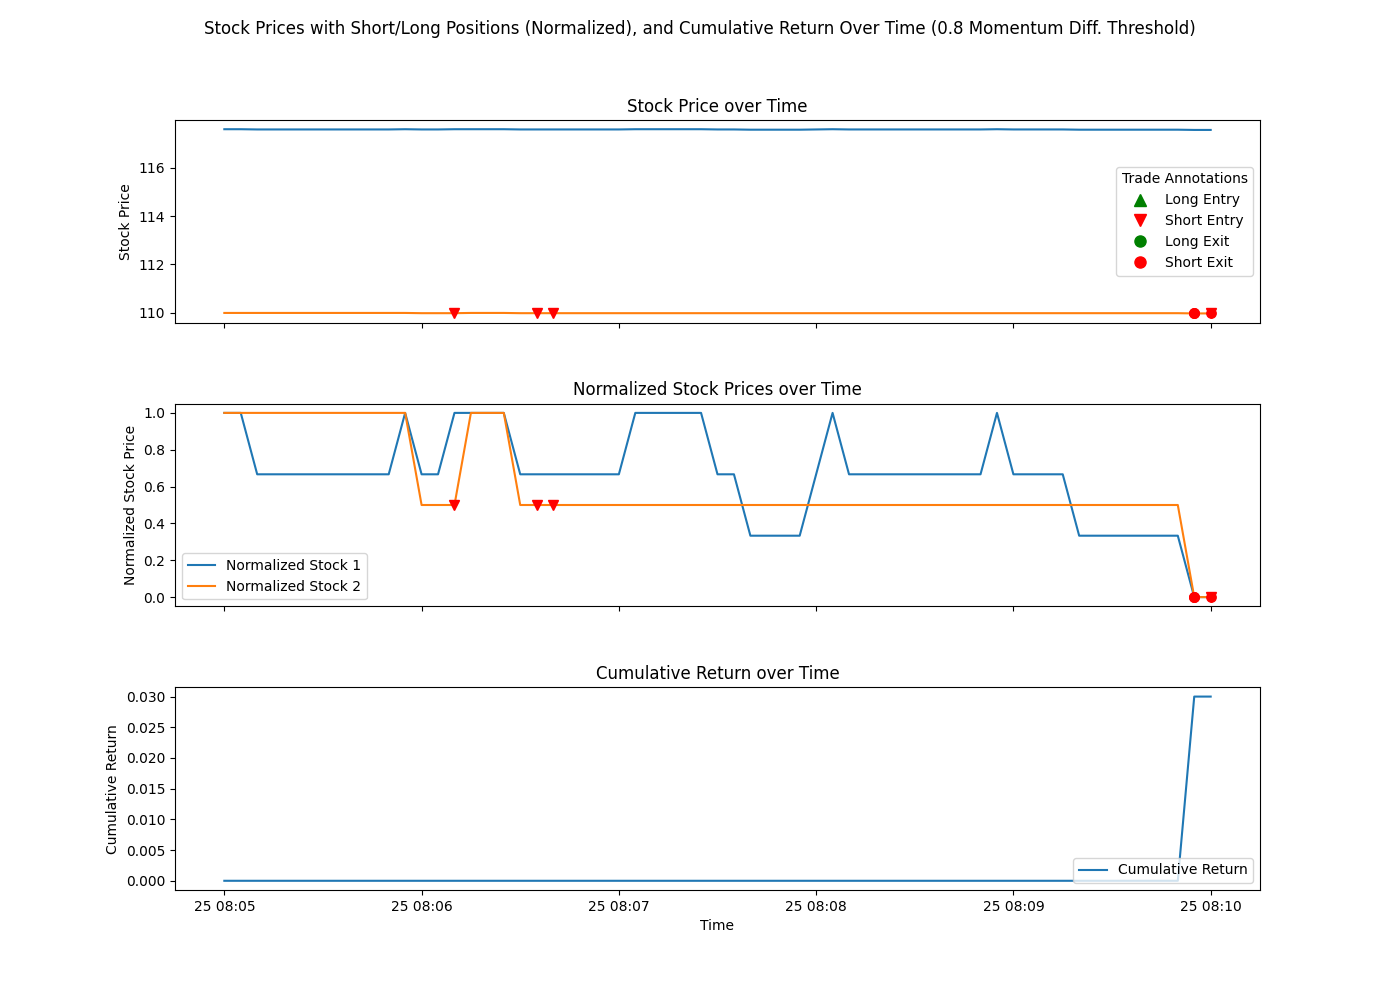 Stock Prices with Short/Long Positions (Normalized), and Cumulative Return Over Time (0.8 Momentum Diff. Threshold)
Stock Price over Time
Stock Price
116
114
112
110
Trade Annotations
Long Entry
Short Entry
Long Exit
Short Exit
Normalized Stock Prices over Time
Normalized Stock Price
1.0
0.8
0.6
0.4
0.2
0.0
Normalized Stock 1
Normalized Stock 2
Cumulative Return over Time
Cumulative Return
0.030
0.025
0.020
0.015
0.010
0.005
0.000
Cumulative Return
25 08:05 25 08:06 25 08:07 25 08:08 25 08:09 25 08:10
Time